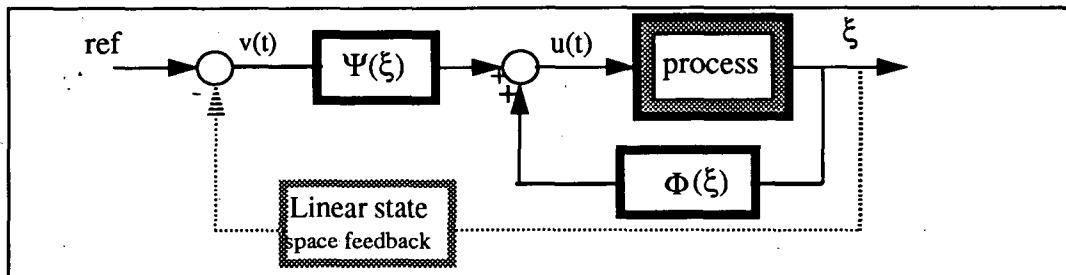 ref
v(t)
Ψ(ξ)
u(t)
process
ξ
-
+
+
Φ(ξ)
Linear state
space feedback